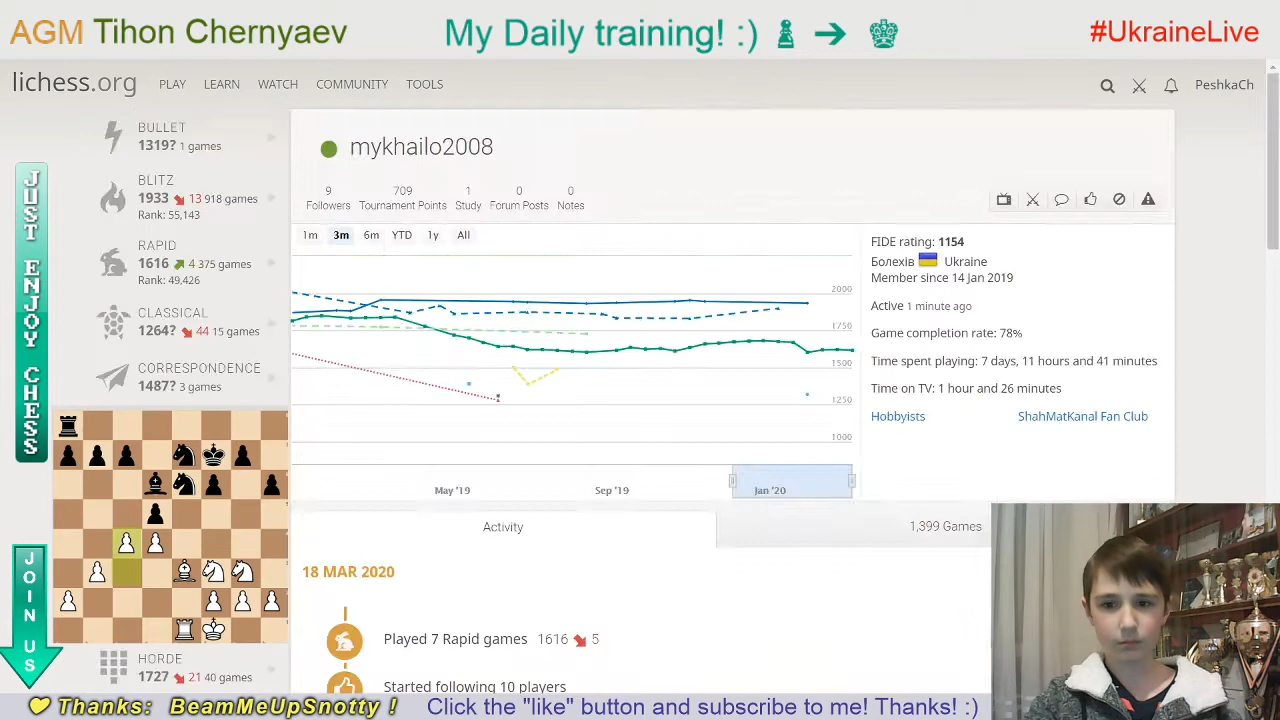 AGM Tihon Chernyaev
My Daily training! :)
#UkraineLive
lichess.org
PLAY
LEARN
WATCH
COMMUNITY
TOOLS
PeshkaCh
JUST ENJOY CHESS
JOIN US
BULLET
1319? 1 games
BLITZ
1933 13 918 games
Rank: 55,143
RAPID
1616 4 375 games
Rank: 49,426
CLASSICAL
1264? 44 15 games
CORRESPONDENCE
1487? 3 games
HORDE
1727 21 40 games
mykhailo2008
9 709 1 0 0
Followers Tournament Points Study Forum Posts Notes
1m 3m 6m YTD 1y All
2000
1750
1500
1250
1000
May '19 Sep '19 Jan '20
FIDE rating: 1154
Болехів Ukraine
Member since 14 Jan 2019
Active 1 minute ago
Game completion rate: 78%
Time spent playing: 7 days, 11 hours and 41 minutes
Time on TV: 1 hour and 26 minutes
Hobbyists ShahMatKanal Fan Club
Activity 1,399 Games
18 MAR 2020
Played 7 Rapid games 1616 5
Started following 10 players
Thanks: BeamMeUpSnotty !
Click the "like" button and subscribe to me! Thanks! :)